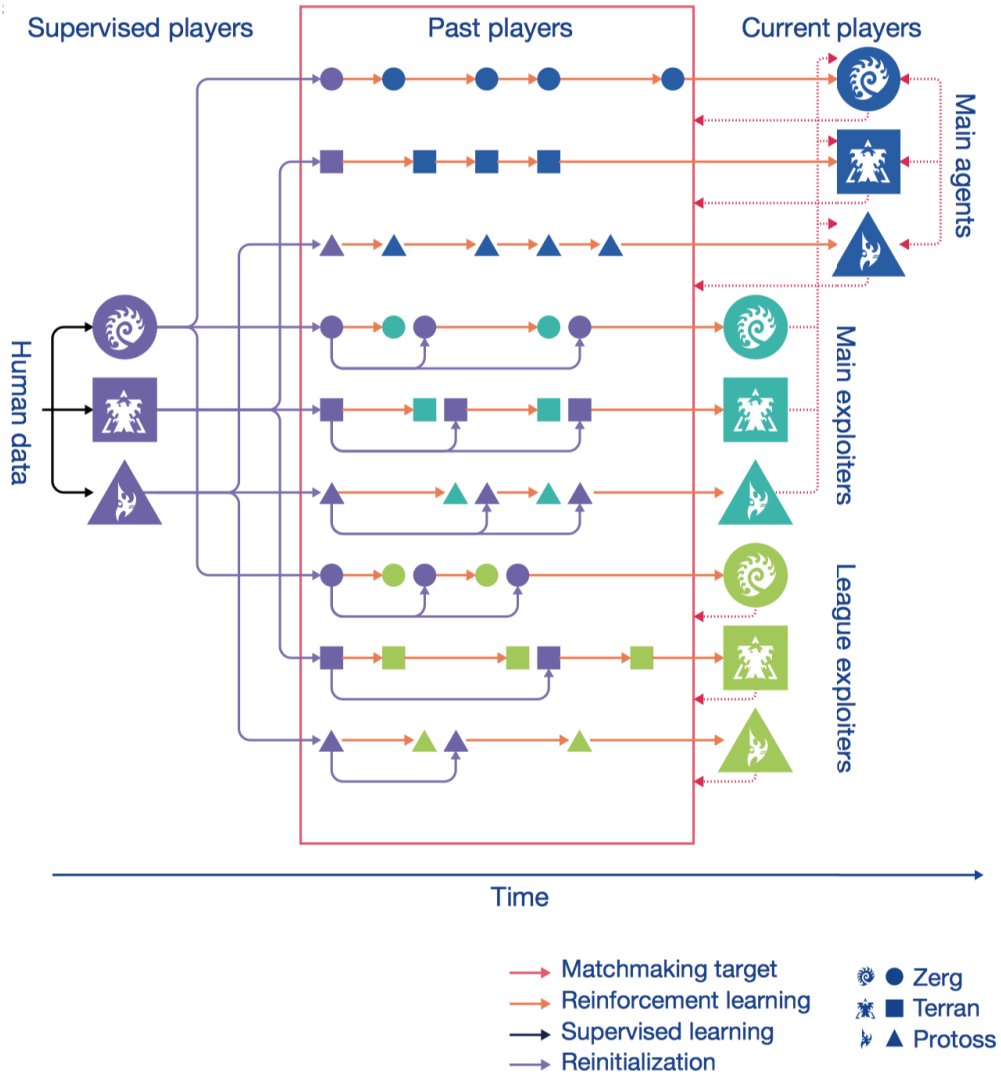 Supervised players
Past players
Current players
Main agents
Human data
Main exploiters
League exploiters
Time
Matchmaking target
Reinforcement learning
Supervised learning
Reinitialization
Zerg
Terran
Protoss